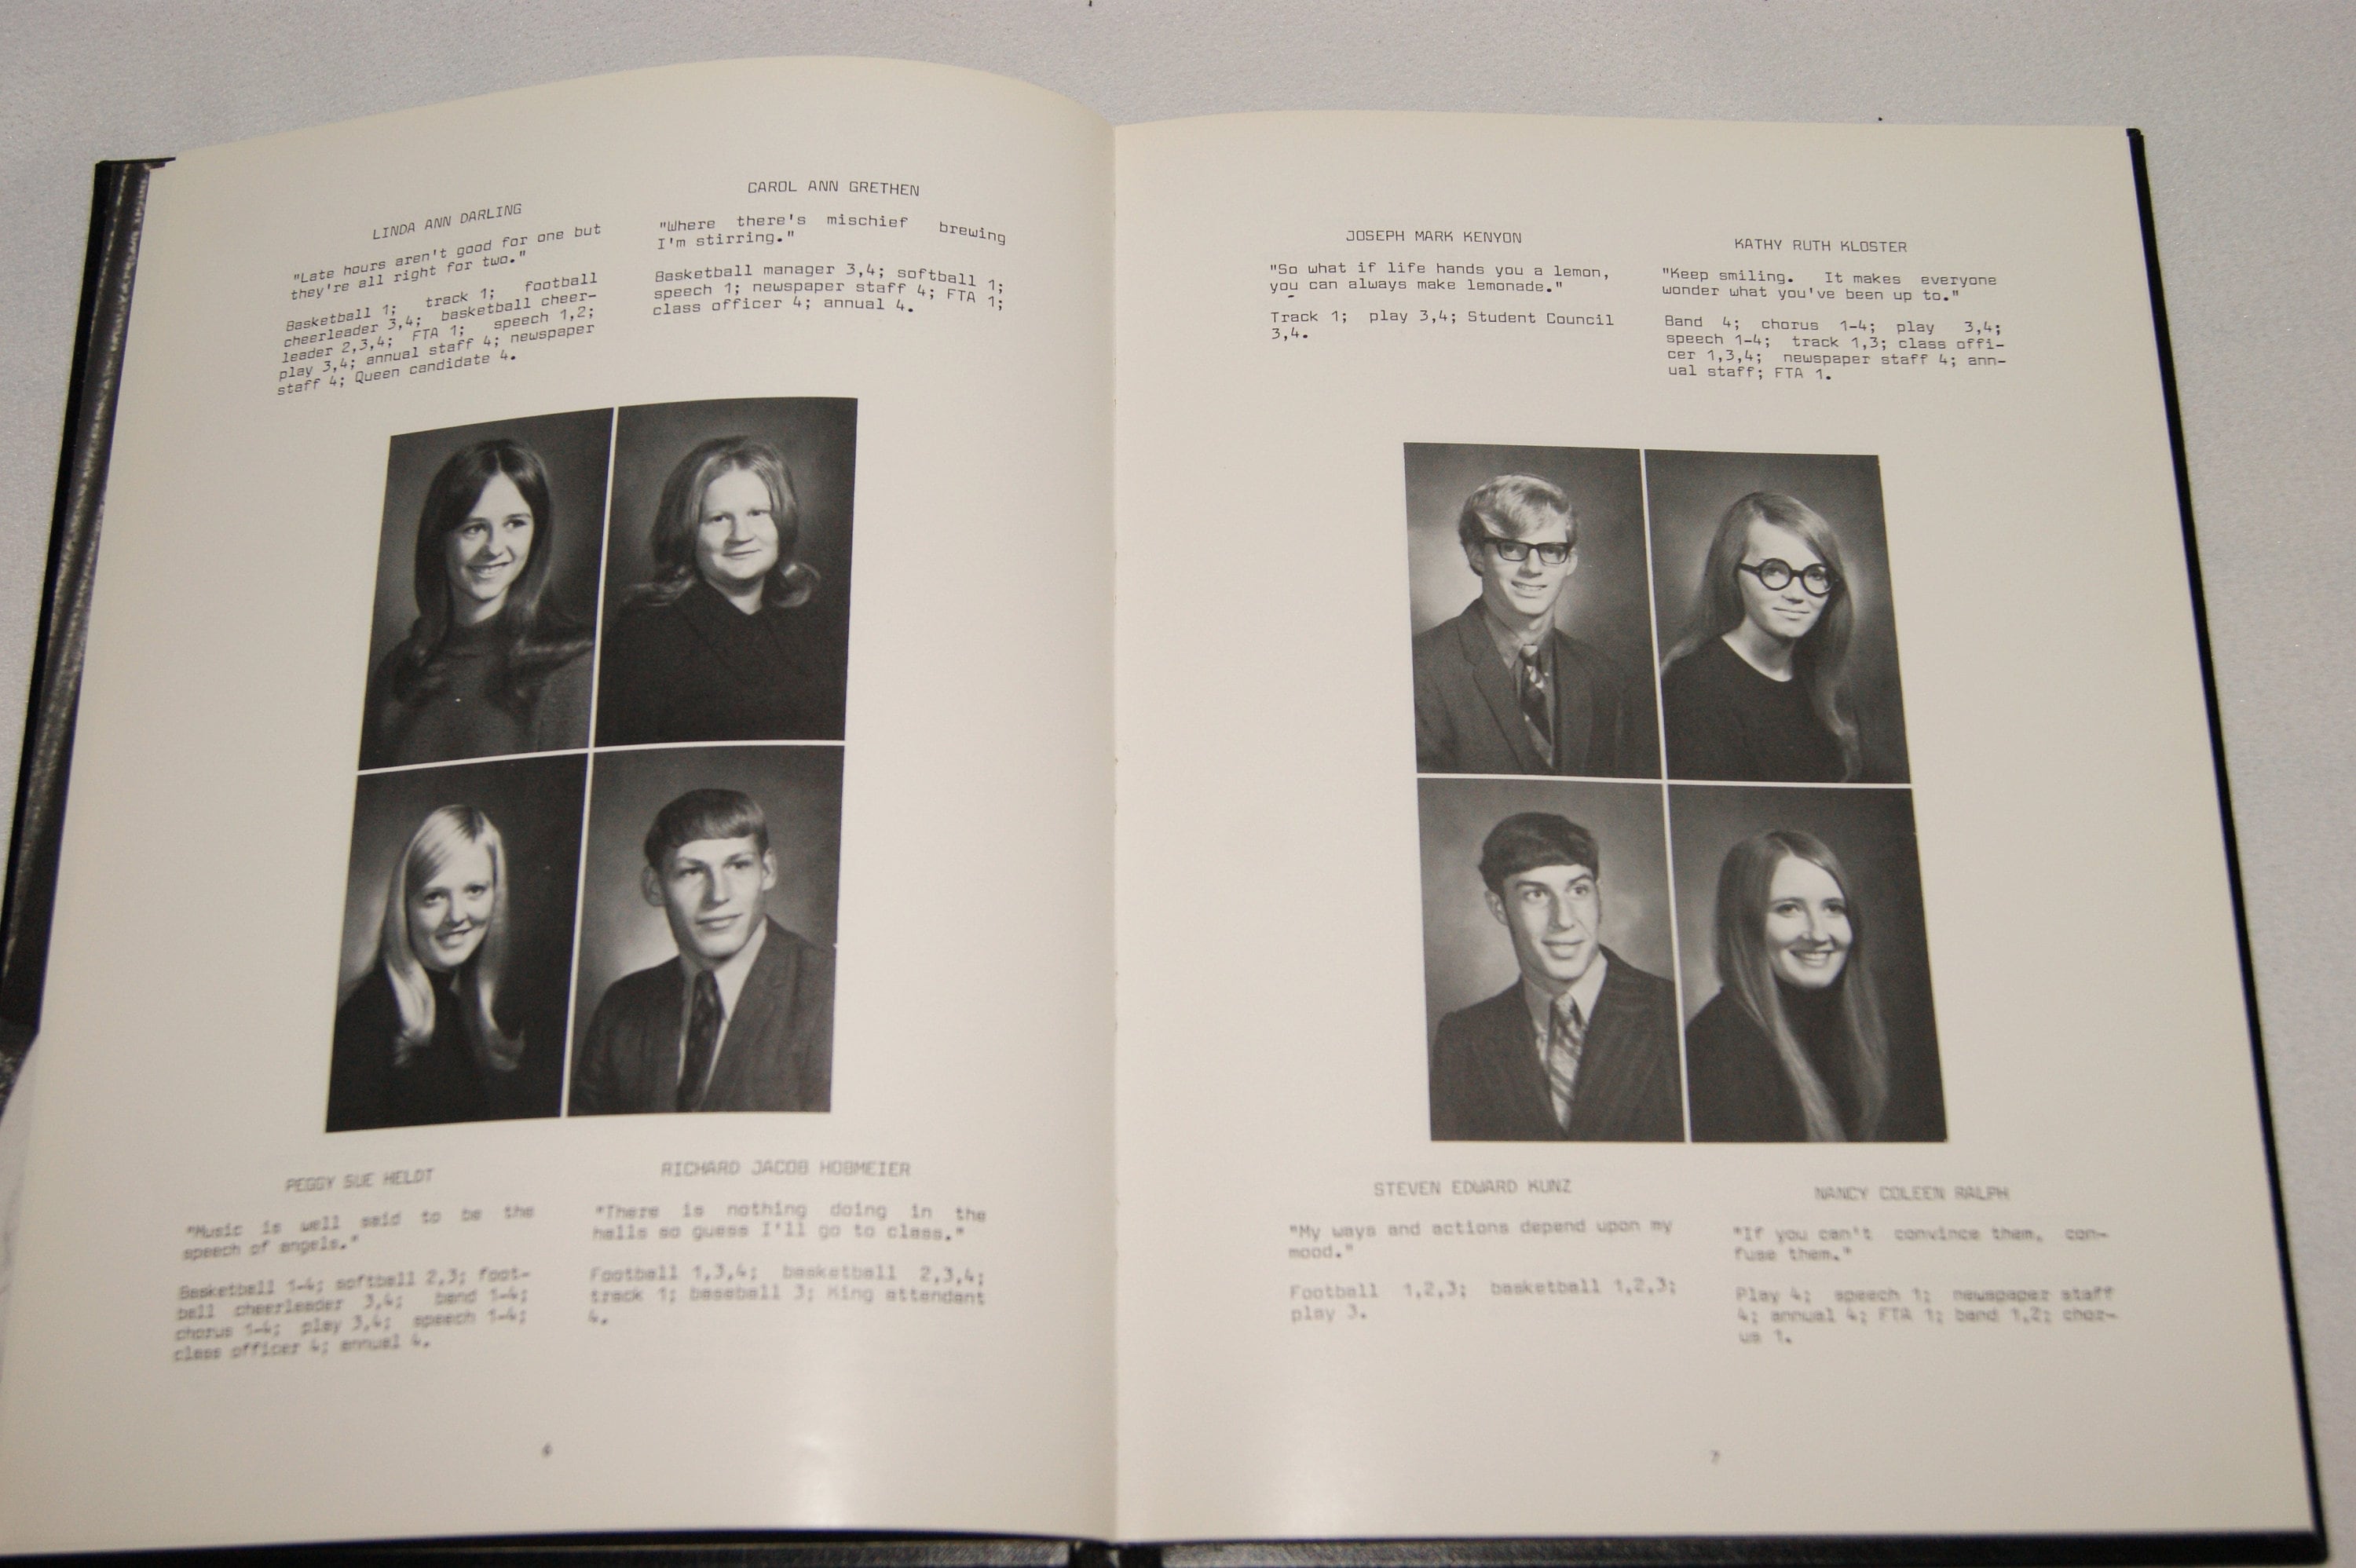 LINDA ANN DARLING
"Late hours aren't good for one but
they're all right for two."
Basketball 1; track 1; football
cheerleader 3,4; basketball cheer-
leader 2,3,4; FTA 1; speech 1,2;
play 3,4; annual staff 4; newspaper
staff 4; Queen candidate 4.
CAROL ANN GRETHEN
"Where there's mischief brewing
I'm stirring."
Basketball manager 3,4; softball 1;
speech 1; newspaper staff 4; FTA 1;
class officer 4; annual 4.
PEGGY SUE HELDT
"Music is well said to be the
speech of angels."
Basketball 1-4; softball 2,3; foot-
ball cheerleader 3,4; band 1-4;
chorus 1-4; play 3,4; speech 1-4;
class officer 4; annual 4.
RICHARD JACOB HOBMEIER
"There is nothing doing in the
halls so guess I'll go to class."
Football 1,3,4; basketball 2,3,4;
track 1; baseball 3; King attendant
4.
6
JOSEPH MARK KENYON
"So what if life hands you a lemon,
you can always make lemonade."
Track 1; play 3,4; Student Council
3,4.
KATHY RUTH KLOSTER
"Keep smiling. It makes everyone
wonder what you've been up to."
Band 4; chorus 1-4; play 3,4;
speech 1-4; track 1,3; class offi-
cer 1,3,4; newspaper staff 4; ann-
ual staff; FTA 1.
STEVEN EDWARD KUNZ
"My ways and actions depend upon my
mood."
Football 1,2,3; basketball 1,2,3;
play 3.
NANCY COLEEN RALPH
"If you can't convince them, con-
fuse them."
Play 4; speech 1; newspaper staff
4; annual 4; FTA 1; band 1,2; chor-
us 1.
7